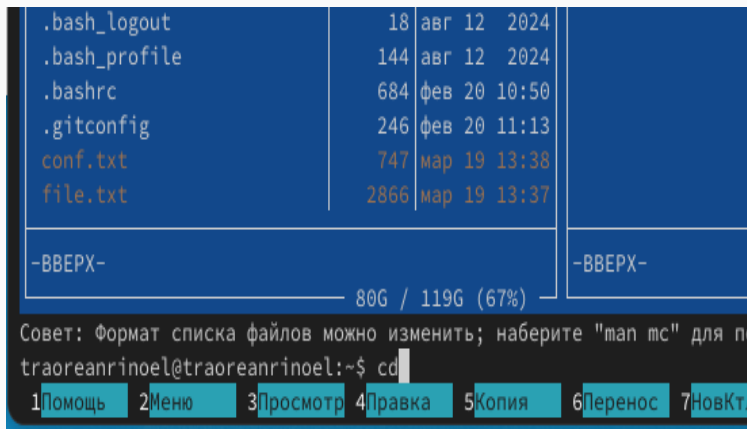 .bash_logout 18 авг 12 2024
.bash_profile 144 авг 12 2024
.bashrc 684 фев 20 10:50
.gitconfig 246 фев 20 11:13
conf.txt 747 мар 19 13:38
file.txt 2866 мар 19 13:37
-ВВЕРХ- -ВВЕРХ-
80G / 119G (67%)
Совет: Формат списка файлов можно изменить; наберите "man mc" для
traoreanrinoel@traoreanrinoel:~$ cd
1Помощь 2Меню 3Просмотр 4Правка 5Копия 6Перенос 7НовКт